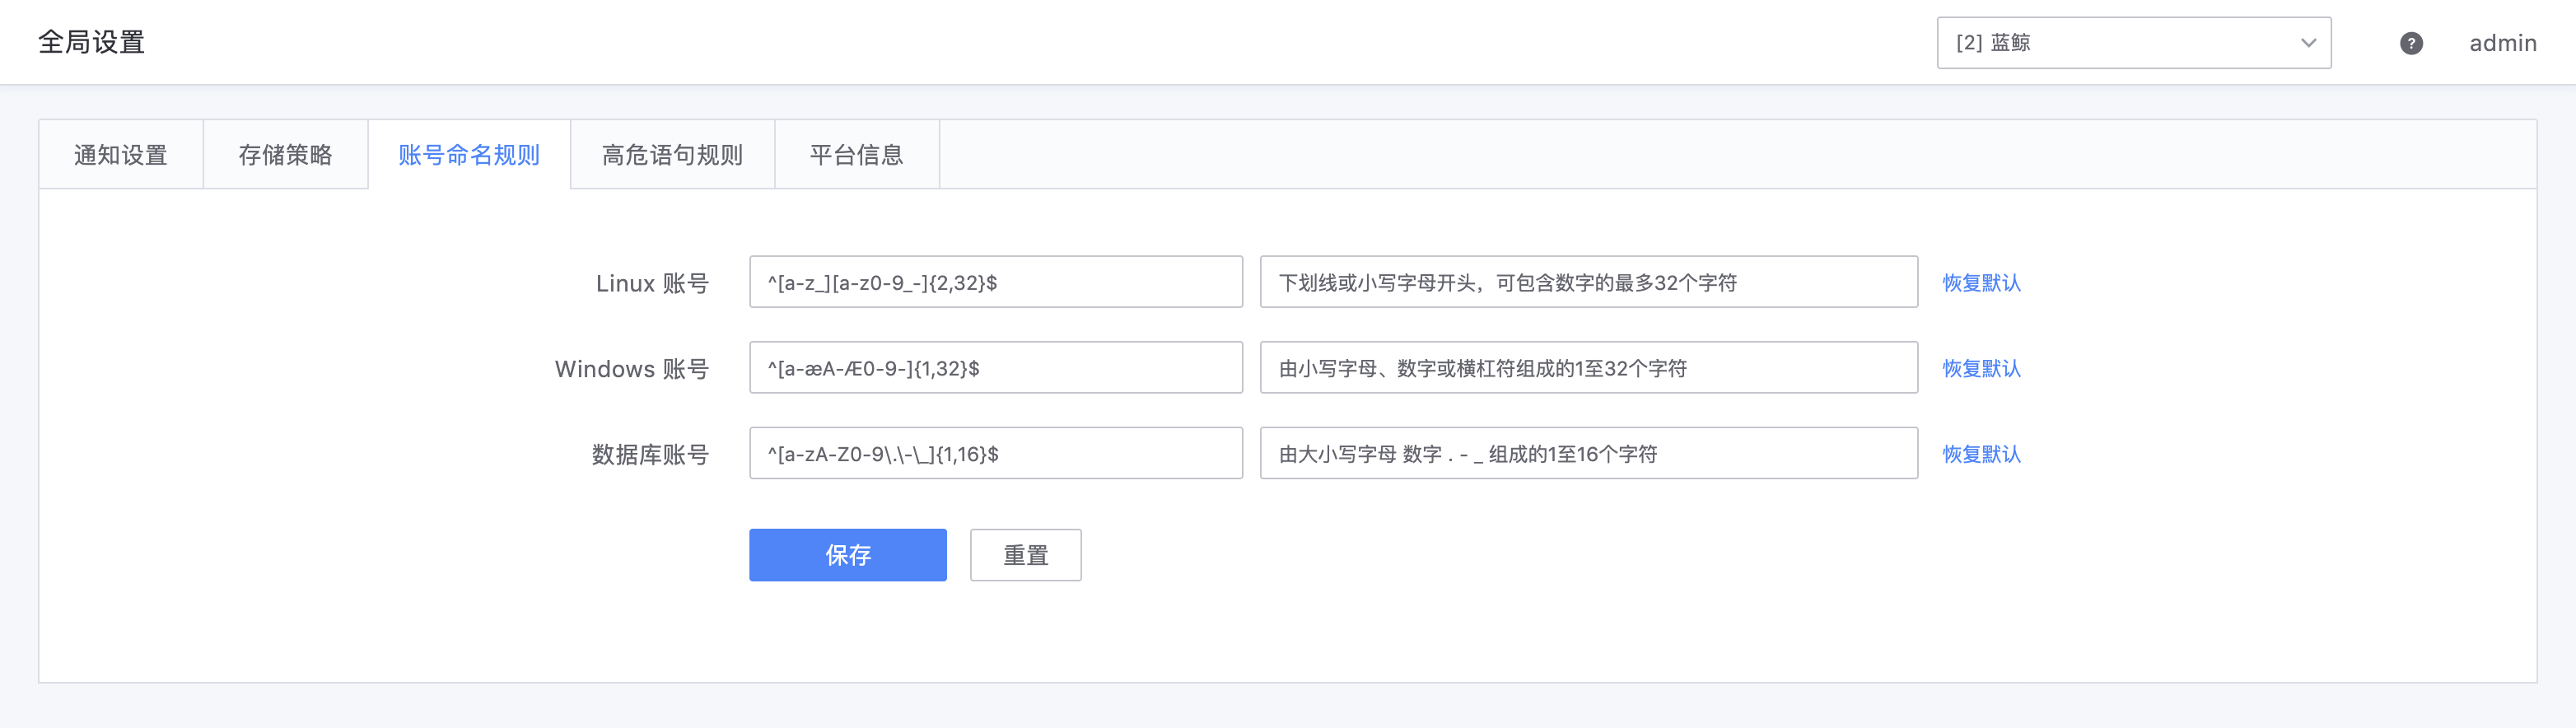 全局设置
[2] 蓝鲸
?
admin
通知设置
存储策略
账号命名规则
高危语句规则
平台信息
Linux 账号
^[a-z_][a-z0-9_-]{2,32}$
下划线或小写字母开头，可包含数字的最多32个字符
恢复默认
Windows 账号
^[a-æA-Æ0-9-]{1,32}$
由小写字母、数字或横杠符组成的1至32个字符
恢复默认
数据库账号
^[a-zA-Z0-9\.\-\_]{1,16}$
由大小写字母 数字 . - _ 组成的1至16个字符
恢复默认
保存
重置